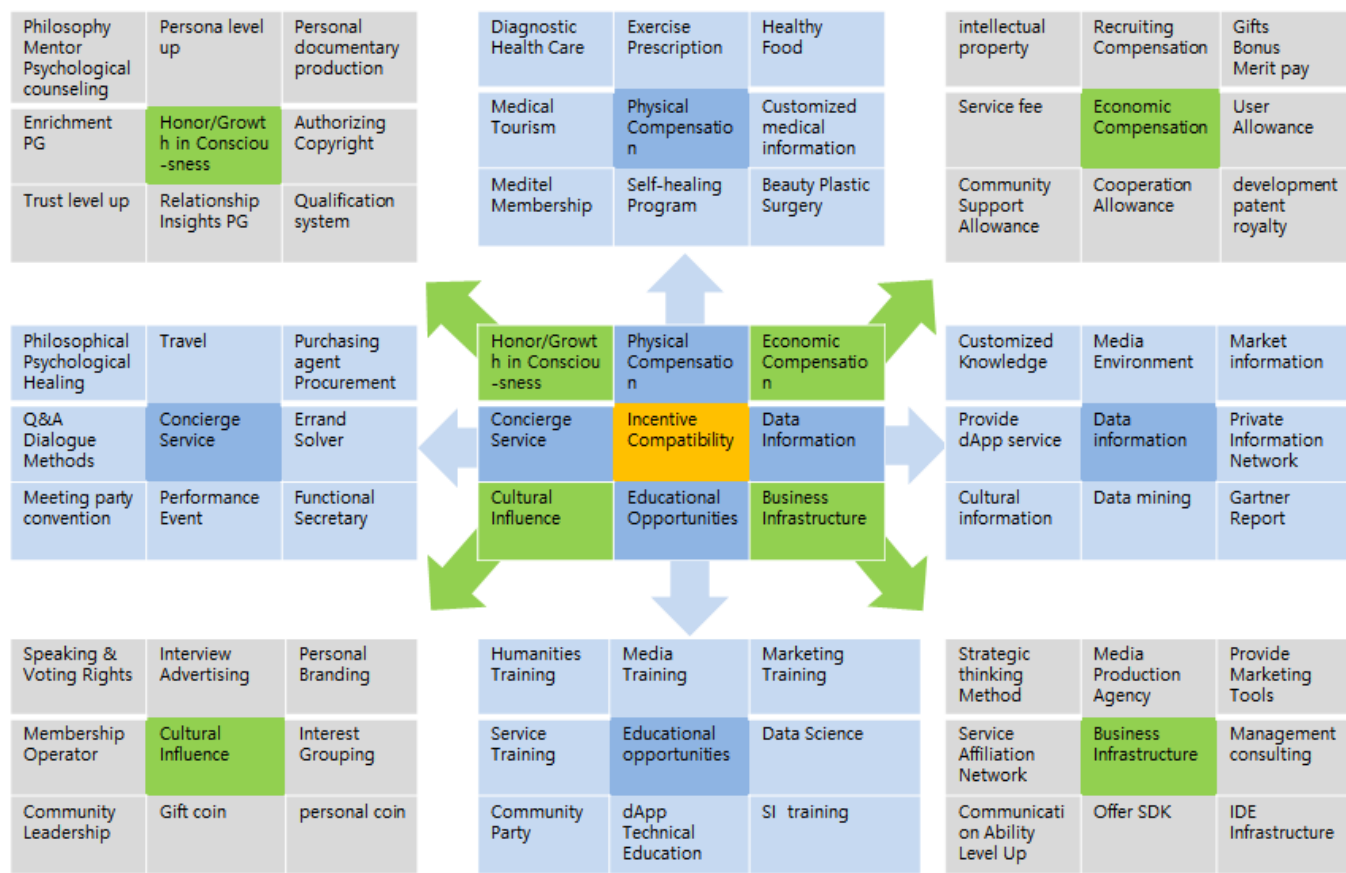 Philosophy
Mentor
Psychological
counseling
Persona level
up
Personal
documentary
production
Enrichment
PG
Honor/Growt
h in Consciou
-sness
Authorizing
Copyright
Trust level up
Relationship
Insights PG
Qualification
system
Diagnostic
Health Care
Exercise
Prescription
Healthy
Food
Medical
Tourism
Physical
Compensatio
n
Customized
medical
information
Meditel
Membership
Self-healing
Program
Beauty Plastic
Surgery
intellectual
property
Recruiting
Compensation
Gifts
Bonus
Merit pay
Service fee
Economic
Compensation
User
Allowance
Community
Support
Allowance
Cooperation
Allowance
development
patent
royalty
Philosophical
Psychological
Healing
Travel
Purchasing
agent
Procurement
Q&A
Dialogue
Methods
Concierge
Service
Errand
Solver
Meeting party
convention
Performance
Event
Functional
Secretary
Honor/Growt
h in Consciou
-sness
Physical
Compensatio
n
Economic
Compensatio
n
Concierge
Service
Incentive
Compatibility
Data
Information
Cultural
Influence
Educational
Opportunities
Business
Infrastructure
Customized
Knowledge
Media
Environment
Market
information
Provide
dApp service
Data
information
Private
Information
Network
Cultural
information
Data mining
Gartner
Report
Speaking &
Voting Rights
Interview
Advertising
Personal
Branding
Membership
Operator
Cultural
Influence
Interest
Grouping
Community
Leadership
Gift coin
personal coin
Humanities
Training
Media
Training
Marketing
Training
Service
Training
Educational
opportunities
Data Science
Community
Party
dApp
Technical
Education
SI training
Strategic
thinking
Method
Media
Production
Agency
Provide
Marketing
Tools
Service
Affiliation
Network
Business
Infrastructure
Management
consulting
Communicati
on Ability
Level Up
Offer SDK
IDE
Infrastructure